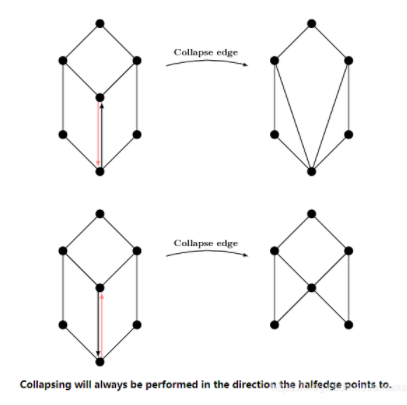 Collapse edge
Collapse edge
Collapsing will always be performed in the direction the halfedge points to.